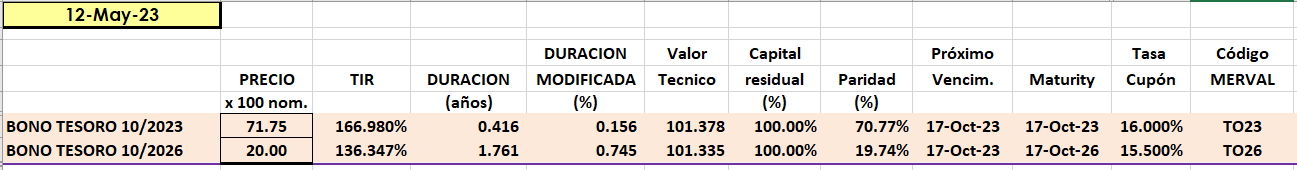 12-May-23
DURACION Valor Capital Próximo Tasa Código
PRECIO TIR DURACION MODIFICADA Tecnico residual Paridad Vencim. Maturity Cupón MERVAL
x 100 nom. (años) (%) (%) (%)
BONO TESORO 10/2023 71.75 166.980% 0.416 0.156 101.378 100.00% 70.77% 17-Oct-23 17-Oct-23 16.000% TO23
BONO TESORO 10/2026 20.00 136.347% 1.761 0.745 101.335 100.00% 19.74% 17-Oct-23 17-Oct-26 15.500% TO26